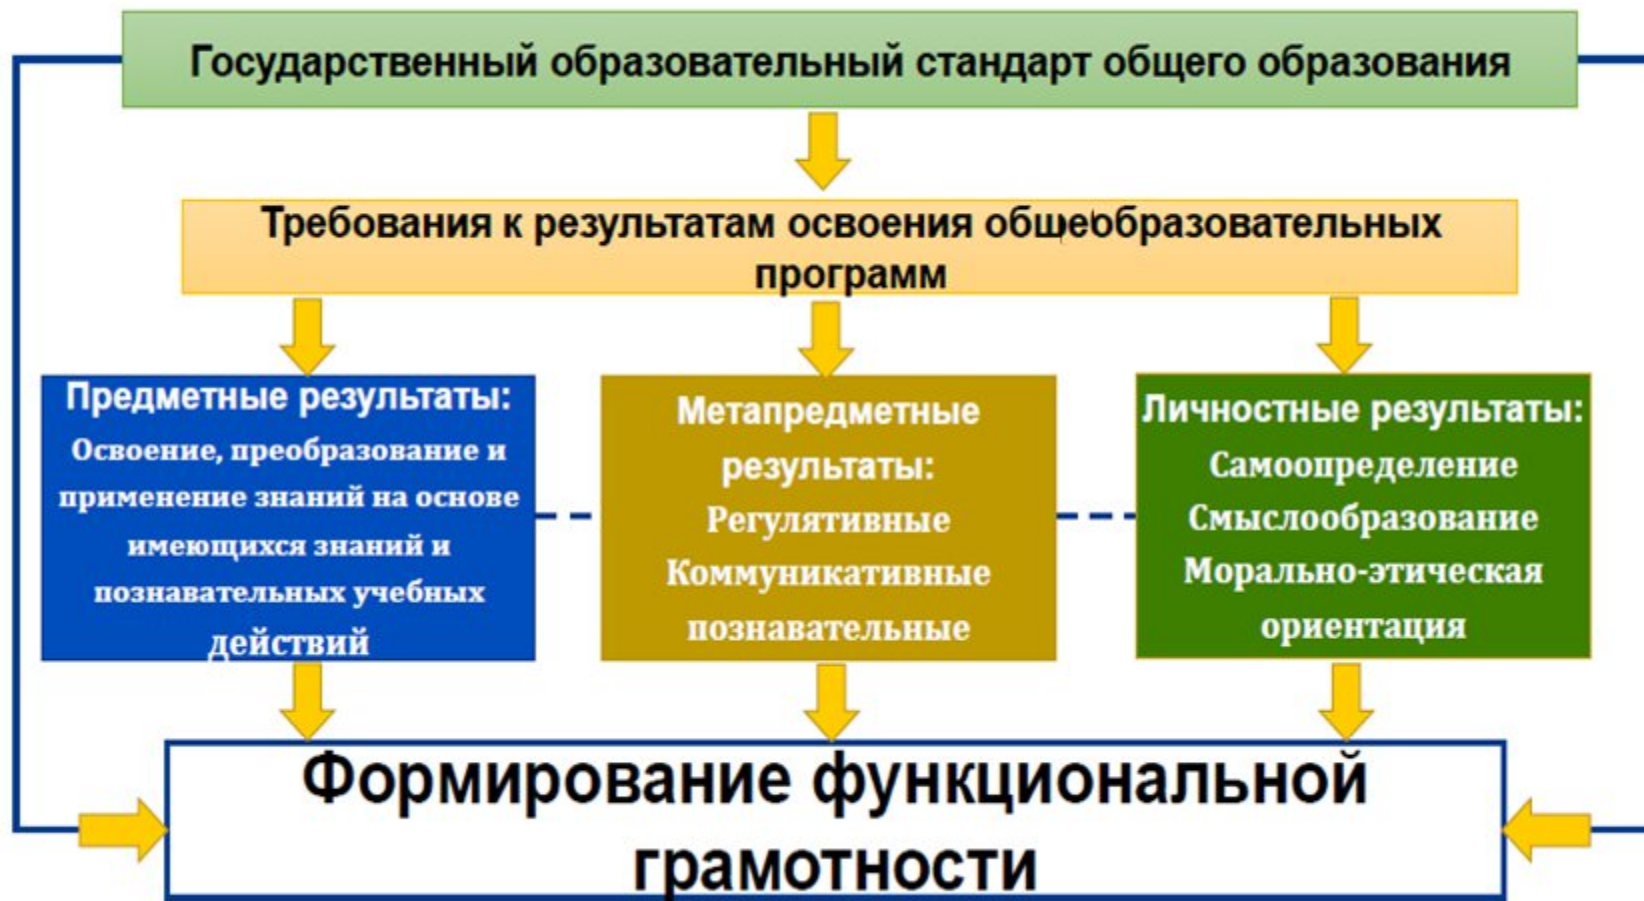 Государственный образовательный стандарт общего образования
Требования к результатам освоения общеобразовательных
программ
Предметные результаты:
Освоение, преобразование и
применение знаний на основе
имеющихся знаний и
познавательных учебных
действий
Метапредметные
результаты:
Регулятивные
Коммуникативные
познавательные
Личностные результаты:
Самоопределение
Смыслообразование
Морально-этическая
ориентация
Формирование функциональной
грамотности